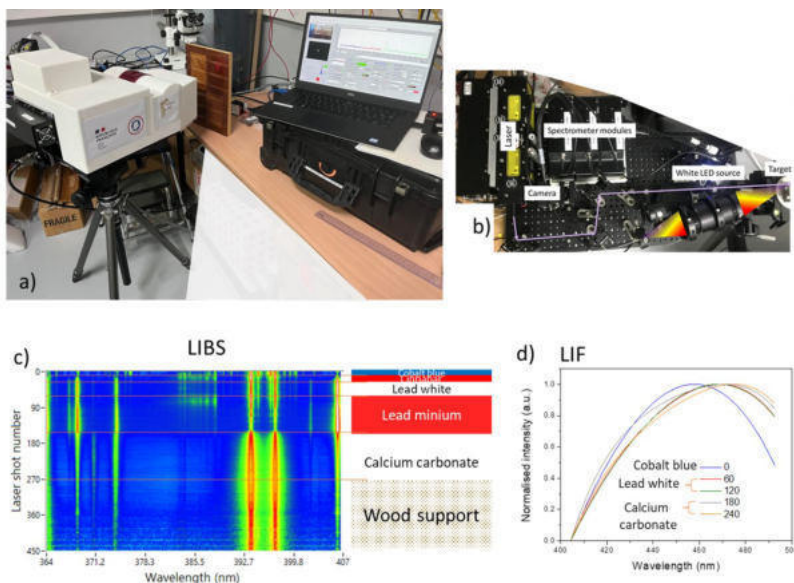 FRAGILE
a)
Laser
Spectrometer modules
Camera
White LED source
Target
b)
c)
LIBS
Laser shot number
0
90
180
270
360
450
364
371.2
378.3
385.5
392.7
399.8
407
Wavelength (nm)
Cobalt blue
Cinnabar
Lead white
Lead minium
Calcium carbonate
Wood support
d)
LIF
Normalised intensity (a.u.)
1.0
0.8
0.6
0.4
0.2
0.0
400
420
440
460
480
500
Wavelength (nm)
Cobalt blue
0
Lead white
60
120
Calcium
carbonate
180
240